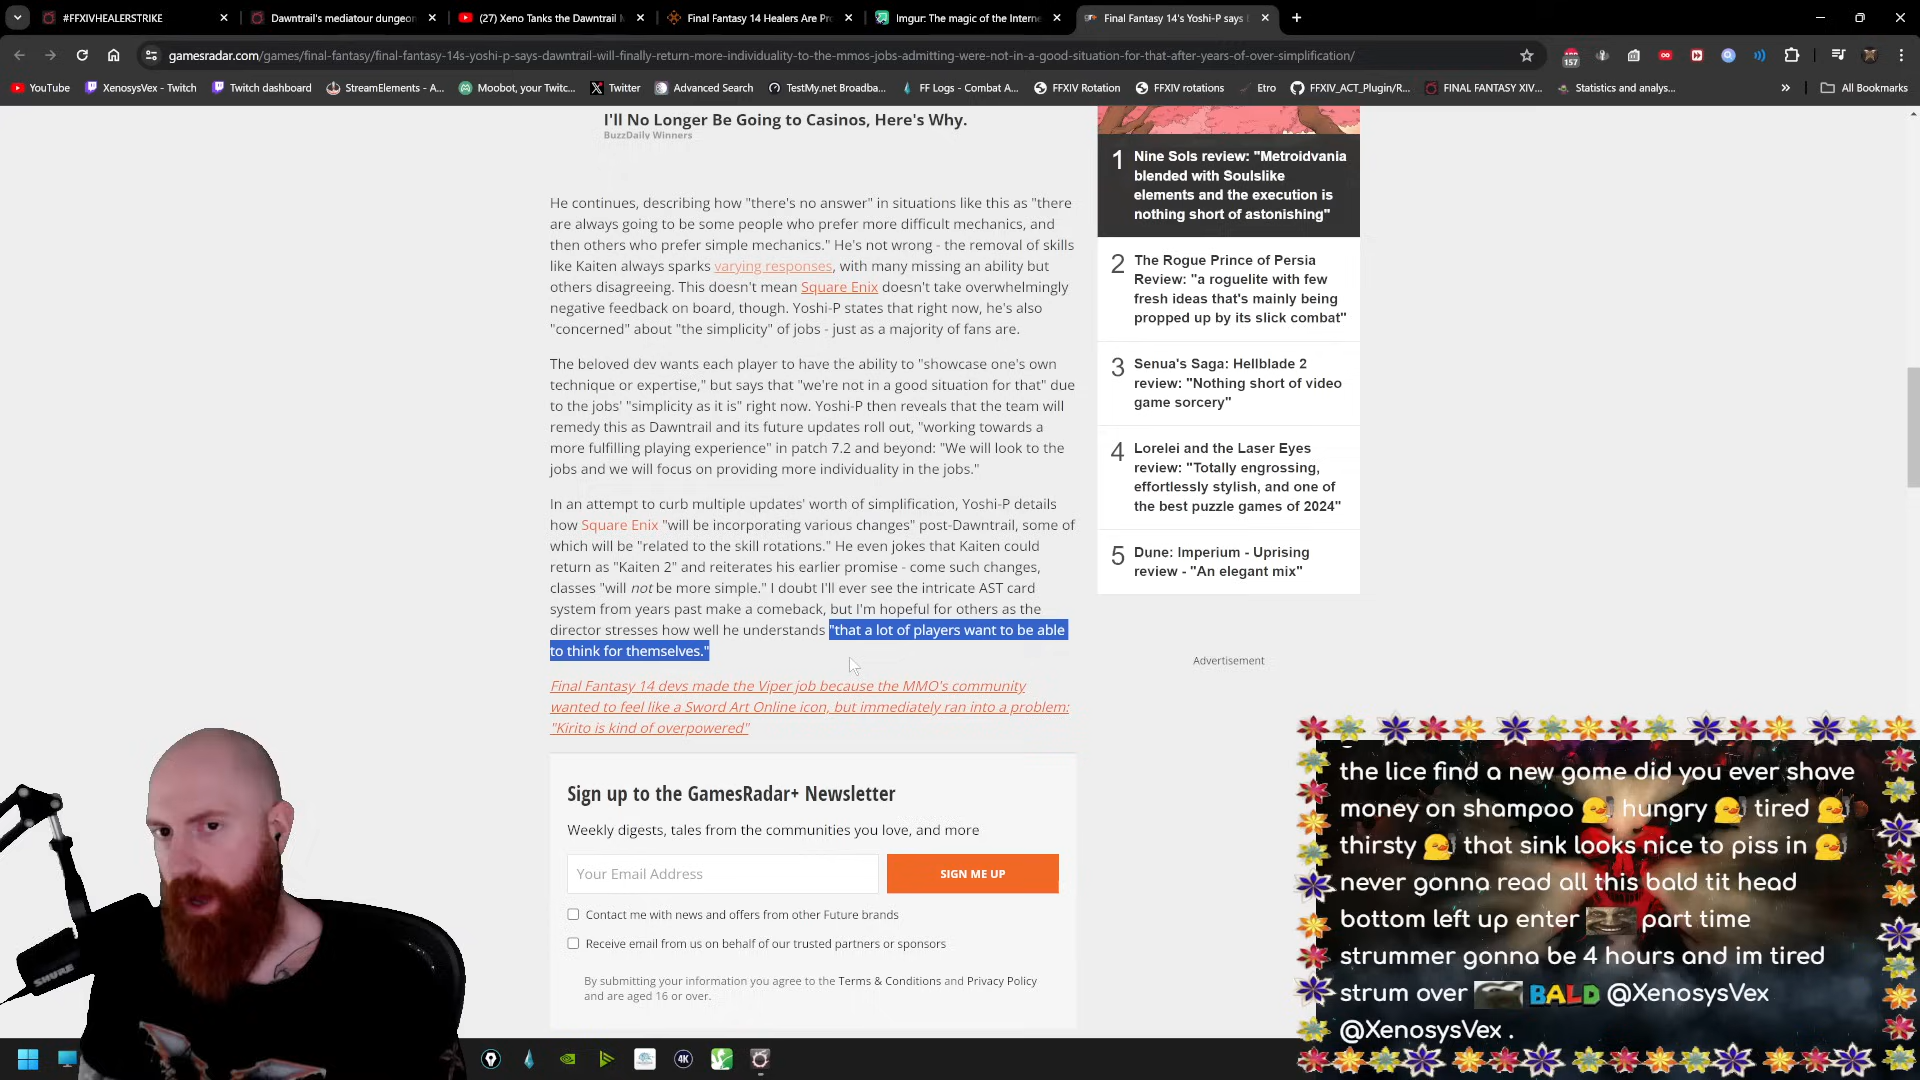 #FFXIVHEALERSTRIKE
Dawntrail's mediatour dungeon
(27) Xeno Tanks the Dawntrail
Final Fantasy 14 Healers Are Pr
Imgur: The magic of the Interne
Final Fantasy 14's Yoshi-P says
gamesradar.com/games/final-fantasy/final-fantasy-14s-yoshi-p-says-dawntrail-will-finally-return-more-individuality-to-the-mmos-jobs-admitting-were-not-in-a-good-situation-for-that-after-years-of-over-simplification/
157
YouTube
XenosysVex - Twitch
Twitch dashboard
StreamElements - A...
Moobot, your Twitc...
Twitter
Advanced Search
TestMy.net Broadba...
FF Logs - Combat A...
FFXIV Rotation
FFXIV rotations
Etro
FFXIV_ACT_Plugin/R...
FINAL FANTASY XIV...
Statistics and analys...
All Bookmarks
I'll No Longer Be Going to Casinos, Here's Why.
BuzzDaily Winners
He continues, describing how "there's no answer" in situations like this as "there
are always going to be some people who prefer more difficult mechanics, and
then others who prefer simple mechanics." He's not wrong - the removal of skills
like Kaiten always sparks varying responses, with many missing an ability but
others disagreeing. This doesn't mean Square Enix doesn't take overwhelmingly
negative feedback on board, though. Yoshi-P states that right now, he's also
"concerned" about "the simplicity" of jobs - just as a majority of fans are.
The beloved dev wants each player to have the ability to "showcase one's own
technique or expertise," but says that "we're not in a good situation for that" due
to the jobs' "simplicity as it is" right now. Yoshi-P then reveals that the team will
remedy this as Dawntrail and its future updates roll out, "working towards a
more fulfilling playing experience" in patch 7.2 and beyond: "We will look to the
jobs and we will focus on providing more individuality in the jobs."
In an attempt to curb multiple updates' worth of simplification, Yoshi-P details
how Square Enix "will be incorporating various changes" post-Dawntrail, some of
which will be "related to the skill rotations." He even jokes that Kaiten could
return as "Kaiten 2" and reiterates his earlier promise - come such changes,
classes "will not be more simple." I doubt I'll ever see the intricate AST card
system from years past make a comeback, but I'm hopeful for others as the
director stresses how well he understands "that a lot of players want to be able
to think for themselves."
Final Fantasy 14 devs made the Viper job because the MMO's community
wanted to feel like a Sword Art Online icon, but immediately ran into a problem:
"Kirito is kind of overpowered"
Sign up to the GamesRadar+ Newsletter
Weekly digests, tales from the communities you love, and more
Your Email Address
SIGN ME UP
Contact me with news and offers from other Future brands
Receive email from us on behalf of our trusted partners or sponsors
By submitting your information you agree to the Terms & Conditions and Privacy Policy
and are aged 16 or over.
1 Nine Sols review: "Metroidvania
blended with Soulslike
elements and the execution is
nothing short of astonishing"
2 The Rogue Prince of Persia
Review: "a roguelite with few
fresh ideas that's mainly being
propped up by its slick combat"
3 Senua's Saga: Hellblade 2
review: "Nothing short of video
game sorcery"
4 Lorelei and the Laser Eyes
review: "Totally engrossing,
effortlessly stylish, and one of
the best puzzle games of 2024"
5 Dune: Imperium - Uprising
review - "An elegant mix"
Advertisement
the lice find a new gome did you ever shave
money on shampoo hungry tired
thirsty that sink looks nice to piss in
never gonna read all this bald tit head
bottom left up enter part time
strummer gonna be 4 hours and im tired
strum over BALD @XenosysVex
@XenosysVex .
SHURE
4K